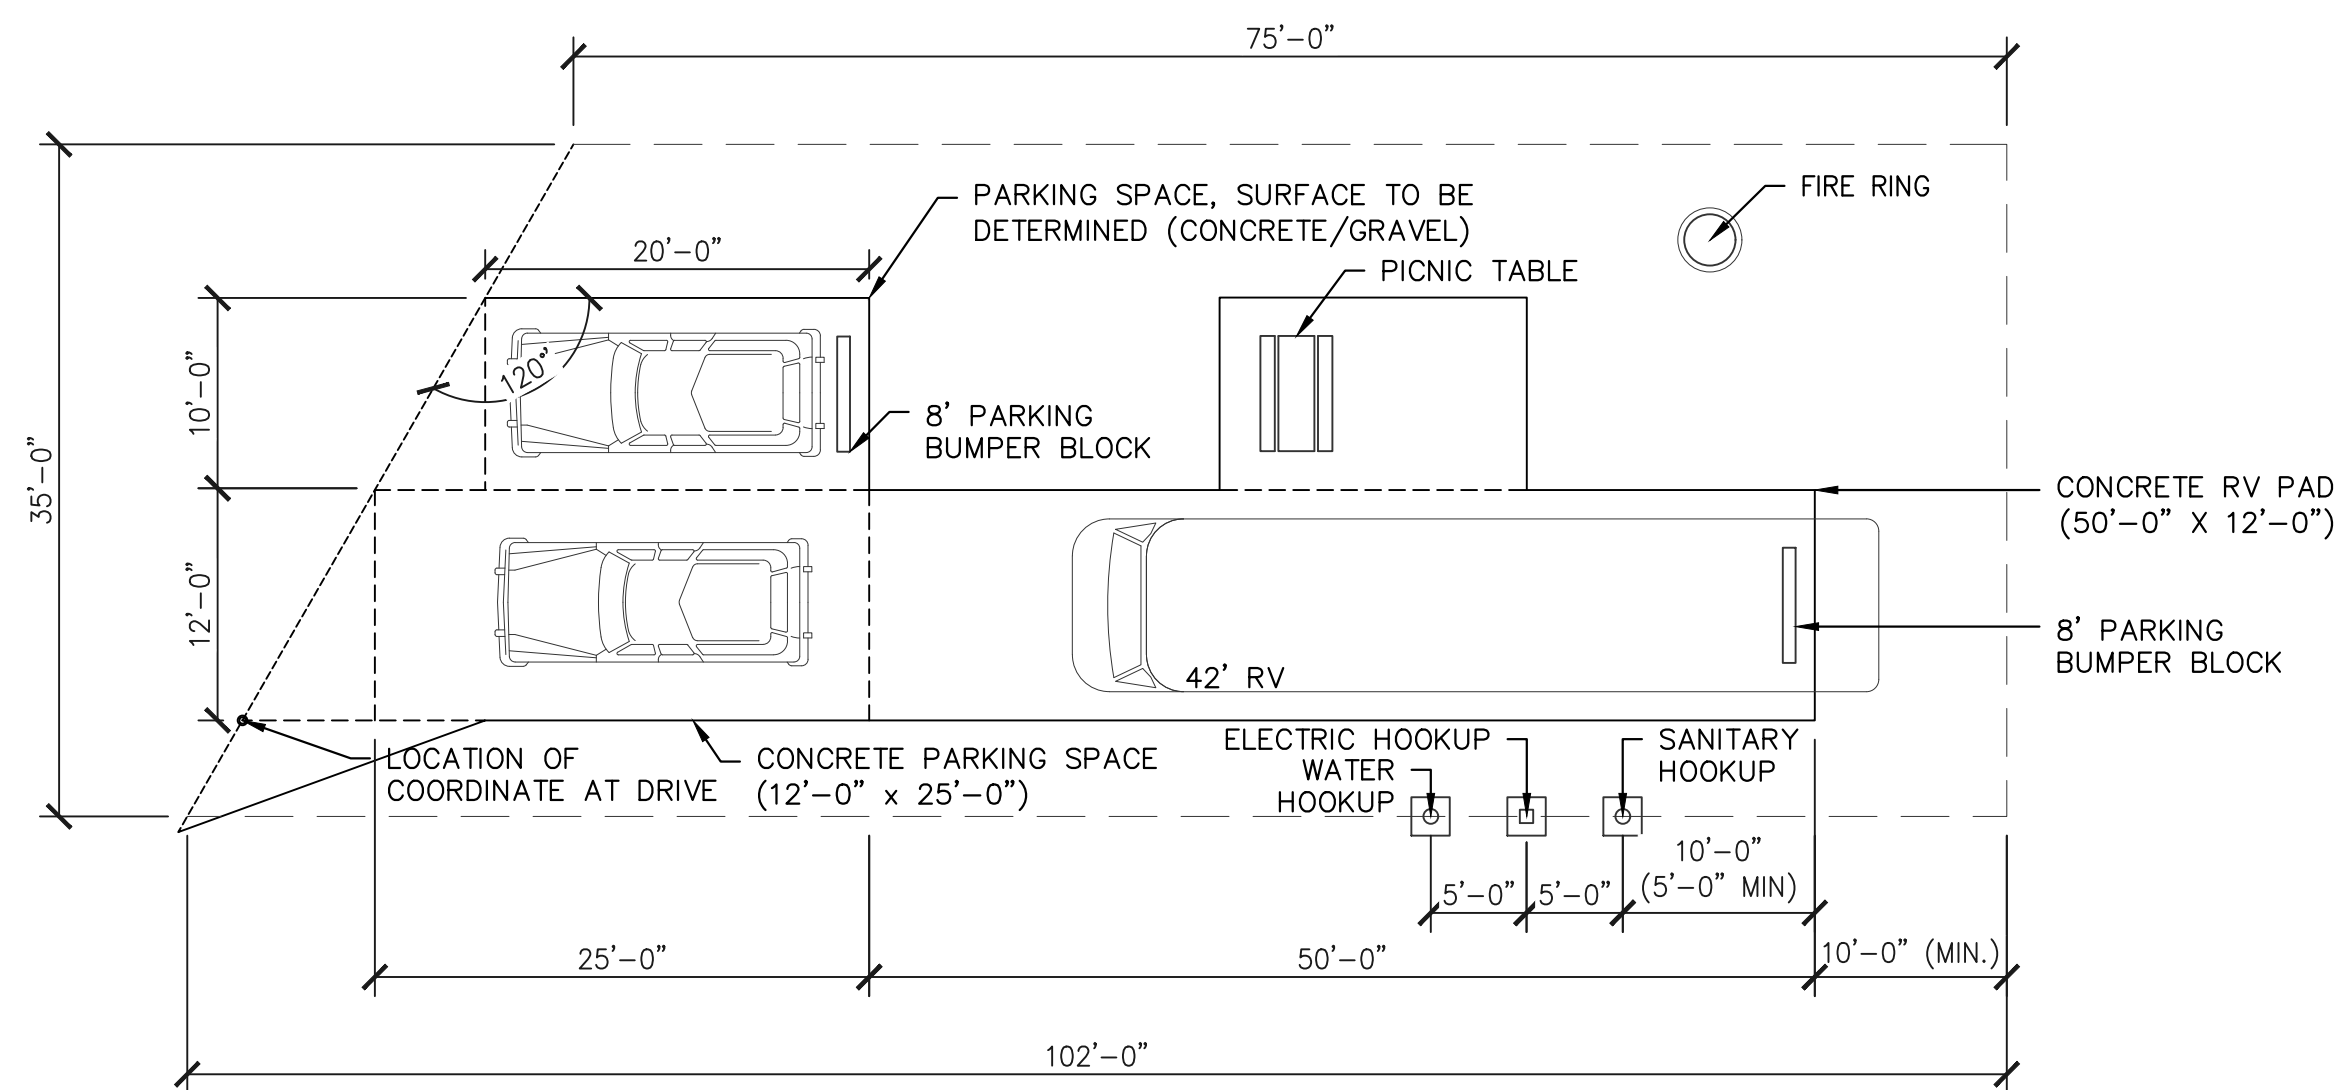 75'-0"
PARKING SPACE, SURFACE TO BE
DETERMINED (CONCRETE/GRAVEL)
FIRE RING
20'-0"
PICNIC TABLE
120°
10'-0"
8' PARKING
BUMPER BLOCK
35'-0"
CONCRETE RV PAD
(50'-0" X 12'-0")
12'-0"
8' PARKING
BUMPER BLOCK
42' RV
LOCATION OF
COORDINATE AT DRIVE
CONCRETE PARKING SPACE
(12'-0" x 25'-0")
ELECTRIC HOOKUP
WATER
HOOKUP
SANITARY
HOOKUP
10'-0"
(5'-0" MIN)
5'-0"
5'-0"
25'-0"
50'-0"
10'-0" (MIN.)
102'-0"